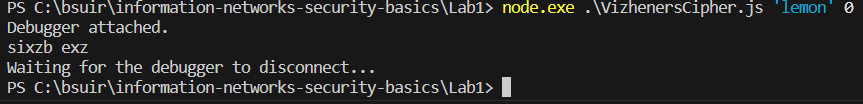 PS C:\bsuir\information-networks-security-basics\Lab1> node.exe .\VizhenersCipher.js 'lemon' 0
Debugger attached.
sixzb exz
Waiting for the debugger to disconnect...
PS C:\bsuir\information-networks-security-basics\Lab1>